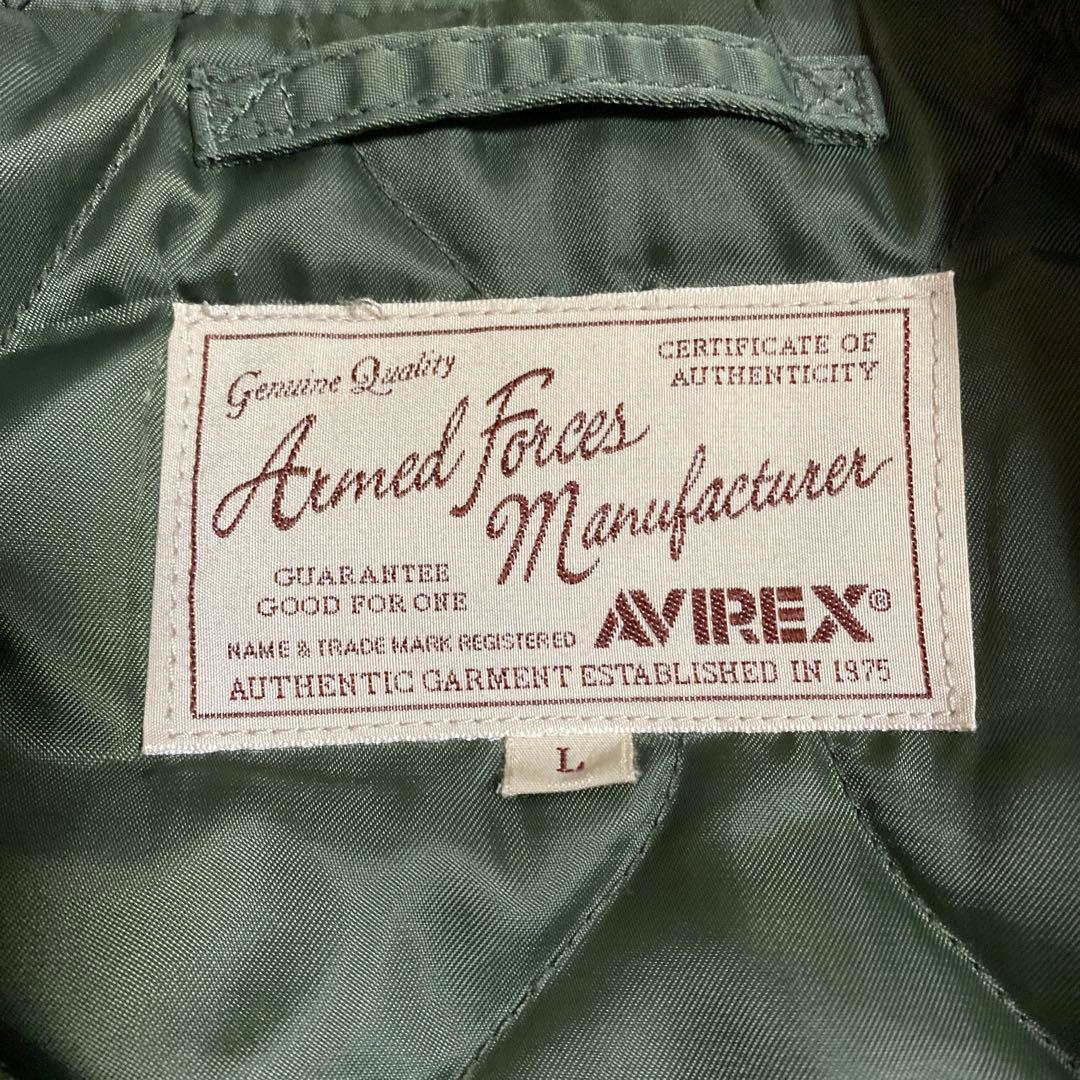 Genuine Quality
CERTIFICATE OF
AUTHENTICITY
Armed Forces
Manufacturer
GUARANTEE
GOOD FOR ONE
NAME & TRADE MARK REGISTERED
AVIREX®
AUTHENTIC GARMENT ESTABLISHED IN 1975
L